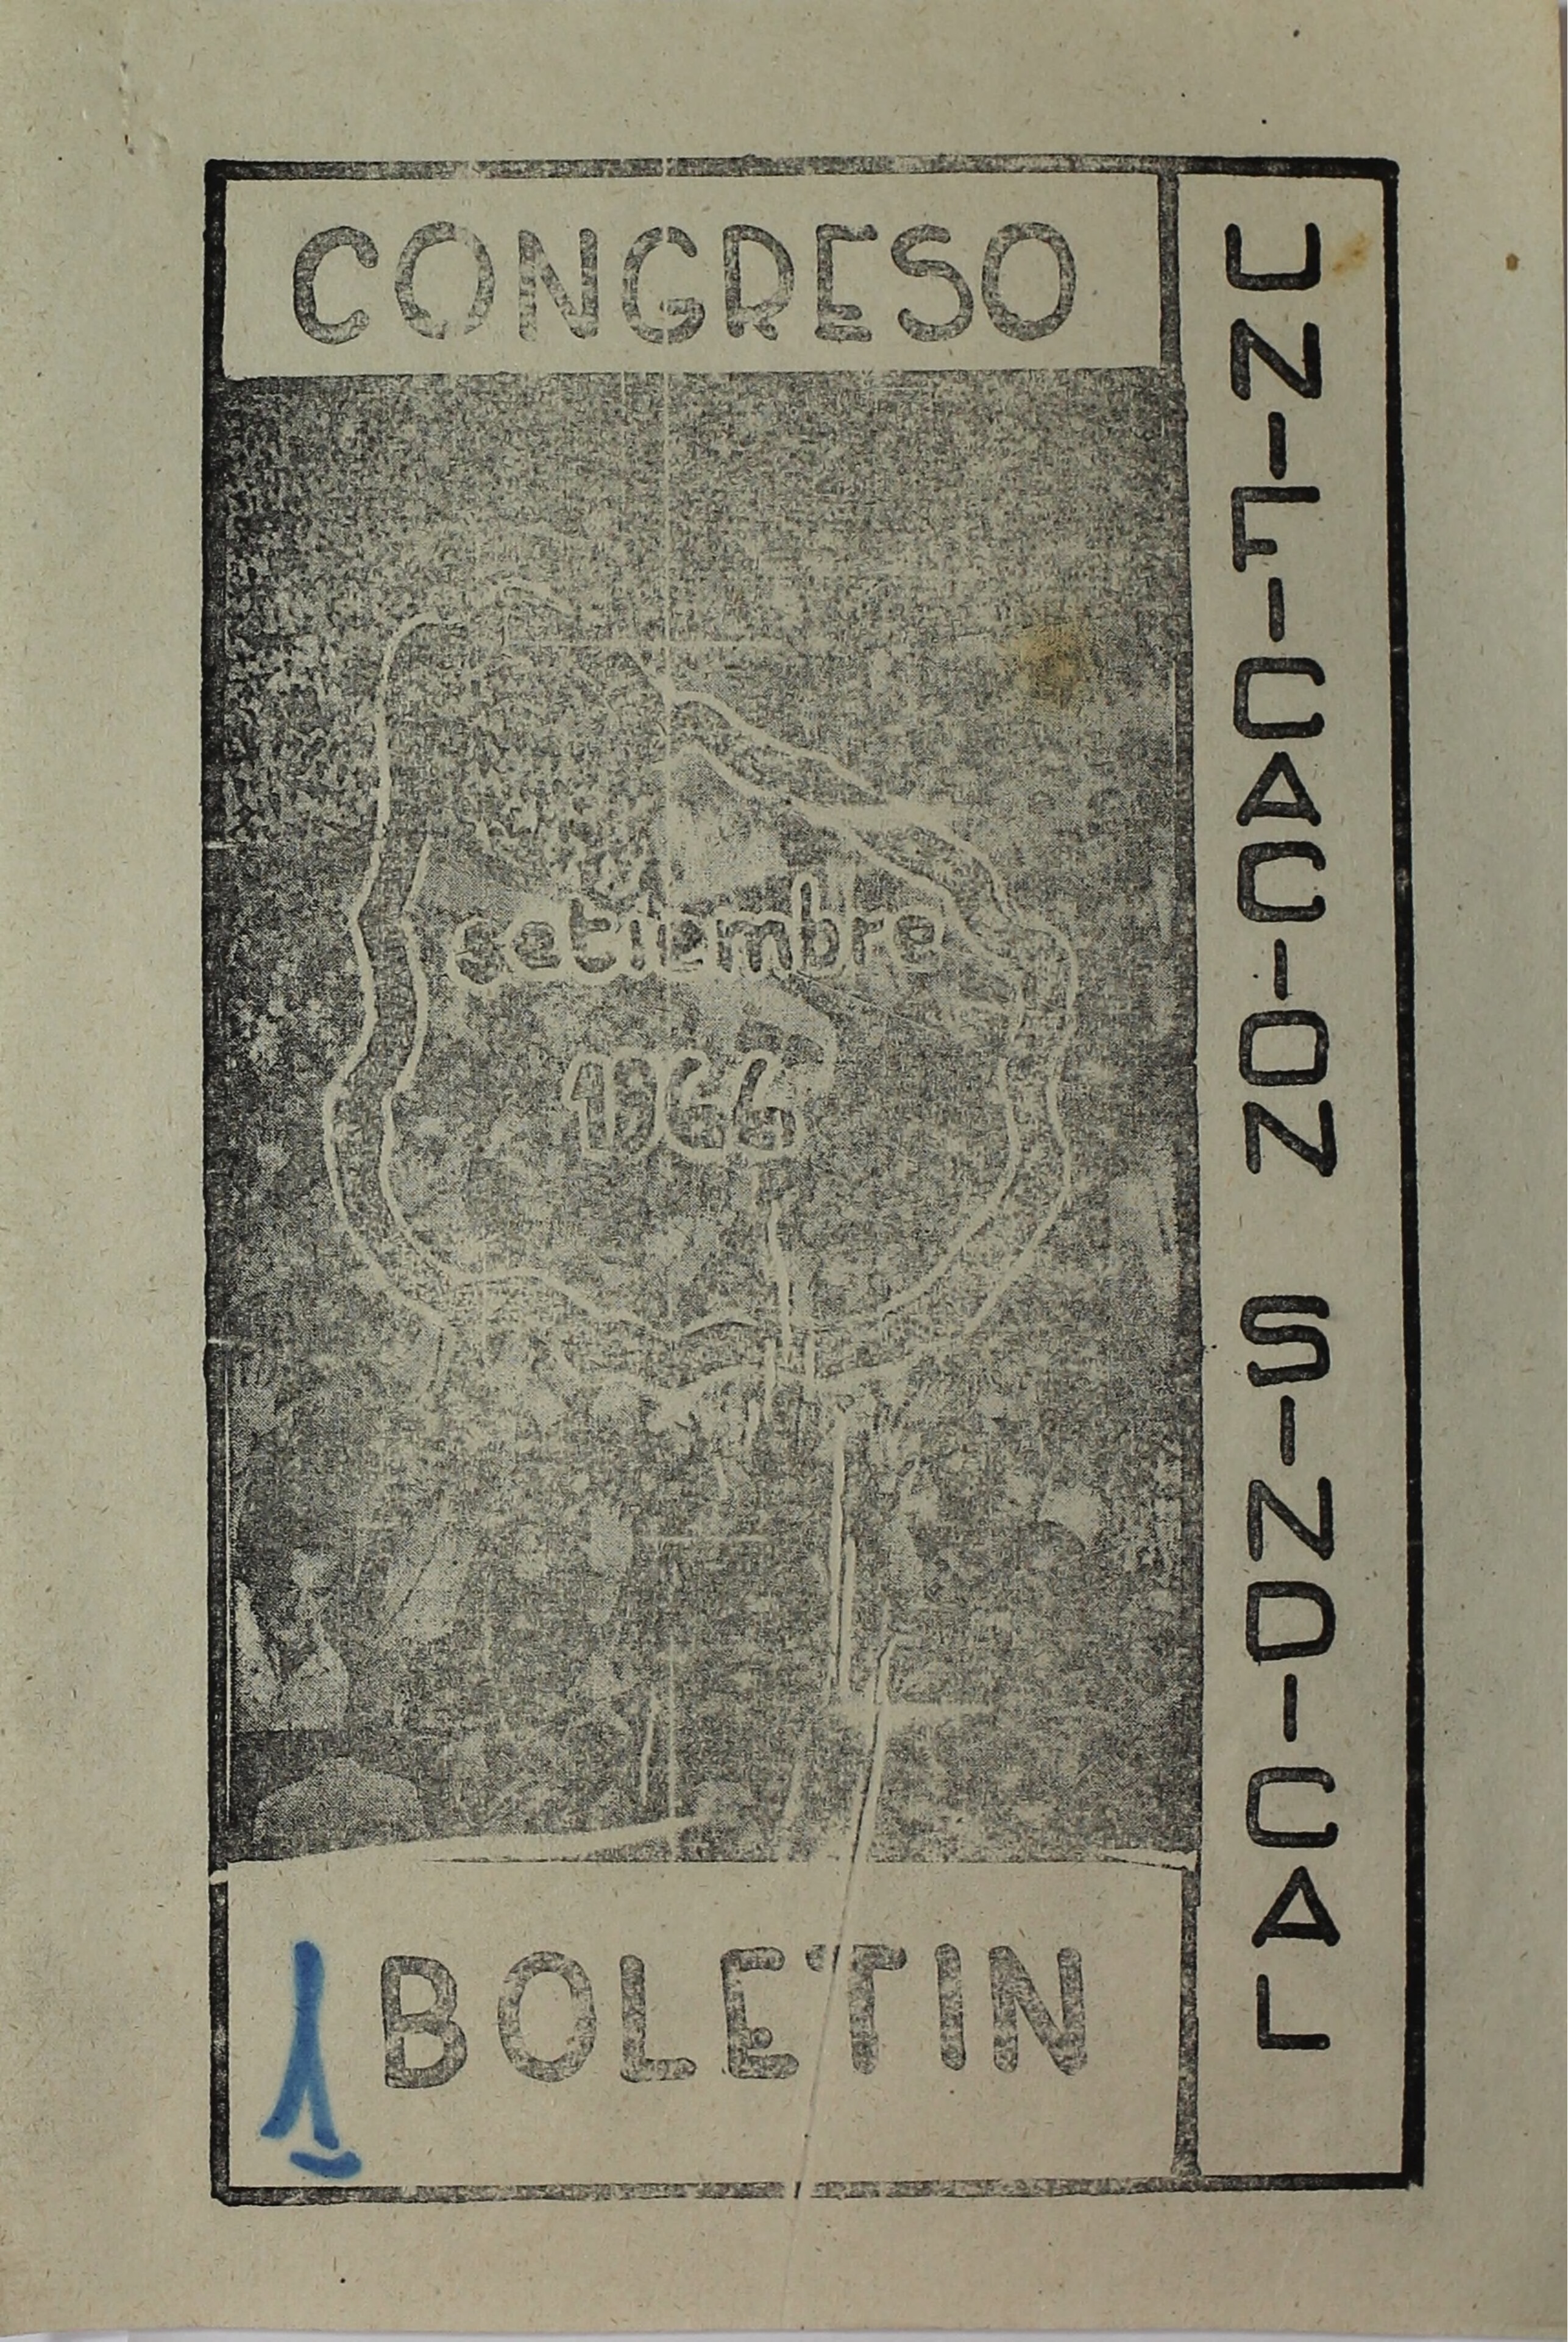 CONGRESO
UNIFICACION SINDICAL
setiembre
1966
1 BOLETIN